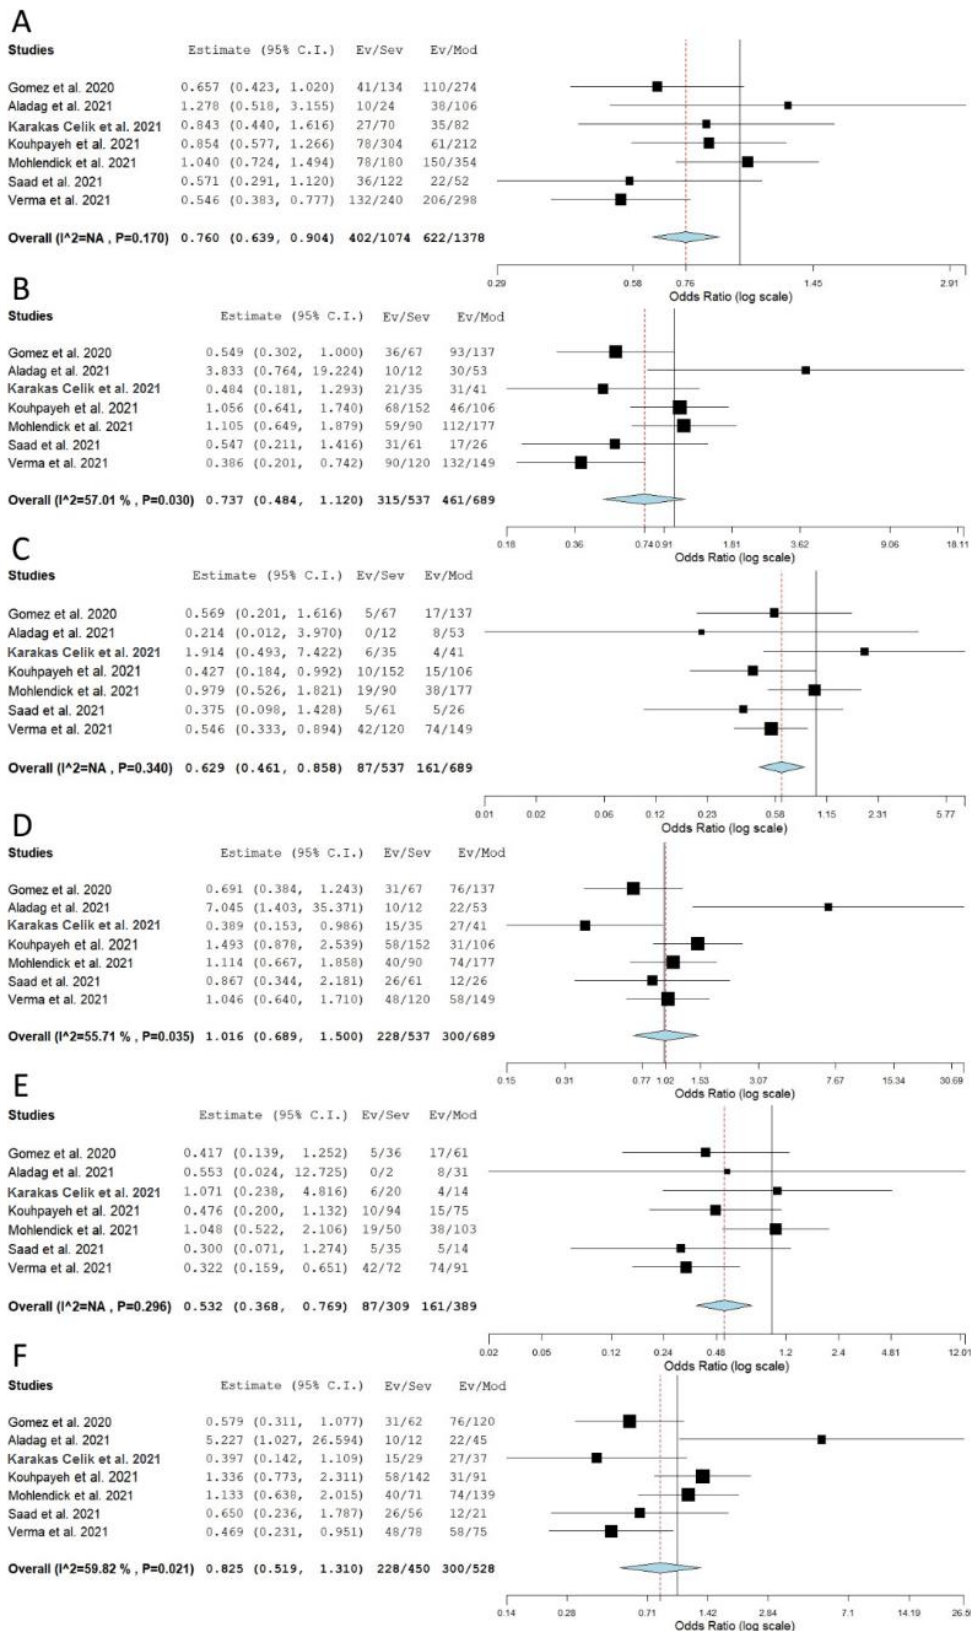 A
Studies Estimate (95% C.I.) Ev/Sev Ev/Mod
Gomez et al. 2020 0.657 (0.423, 1.020) 41/134 110/274
Aladag et al. 2021 1.278 (0.518, 3.155) 10/24 38/106
Karakas Celik et al. 2021 0.843 (0.440, 1.616) 27/70 35/82
Kouhpayeh et al. 2021 0.854 (0.577, 1.266) 78/304 61/212
Mohlendick et al. 2021 1.040 (0.724, 1.494) 78/180 150/354
Saad et al. 2021 0.571 (0.291, 1.120) 36/122 22/52
Verma et al. 2021 0.546 (0.383, 0.777) 132/240 206/298
Overall (I^2=NA , P=0.170) 0.760 (0.639, 0.904) 402/1074 622/1378
0.29 0.58 0.76 1.45 2.91
Odds Ratio (log scale)
B
Studies Estimate (95% C.I.) Ev/Sev Ev/Mod
Gomez et al. 2020 0.549 (0.302, 1.000) 36/67 93/137
Aladag et al. 2021 3.833 (0.764, 19.224) 10/12 30/53
Karakas Celik et al. 2021 0.484 (0.181, 1.293) 21/35 31/41
Kouhpayeh et al. 2021 1.056 (0.641, 1.740) 68/152 46/106
Mohlendick et al. 2021 1.105 (0.649, 1.879) 59/90 112/177
Saad et al. 2021 0.547 (0.211, 1.416) 31/61 17/26
Verma et al. 2021 0.386 (0.201, 0.742) 90/120 132/149
Overall (I^2=57.01 % , P=0.030) 0.737 (0.484, 1.120) 315/537 461/689
0.18 0.36 0.74 0.91 1.81 3.62 9.06 18.11
Odds Ratio (log scale)
C
Studies Estimate (95% C.I.) Ev/Sev Ev/Mod
Gomez et al. 2020 0.569 (0.201, 1.616) 5/67 17/137
Aladag et al. 2021 0.214 (0.012, 3.970) 0/12 8/53
Karakas Celik et al. 2021 1.914 (0.493, 7.422) 6/35 4/41
Kouhpayeh et al. 2021 0.427 (0.184, 0.992) 10/152 15/106
Mohlendick et al. 2021 0.979 (0.526, 1.821) 19/90 38/177
Saad et al. 2021 0.375 (0.098, 1.428) 5/61 5/26
Verma et al. 2021 0.546 (0.333, 0.894) 42/120 74/149
Overall (I^2=NA , P=0.340) 0.629 (0.461, 0.858) 87/537 161/689
0.01 0.02 0.06 0.12 0.23 0.58 1.15 2.31 5.77
Odds Ratio (log scale)
D
Studies Estimate (95% C.I.) Ev/Sev Ev/Mod
Gomez et al. 2020 0.691 (0.384, 1.243) 31/67 76/137
Aladag et al. 2021 7.045 (1.403, 35.371) 10/12 22/53
Karakas Celik et al. 2021 0.389 (0.153, 0.986) 15/35 27/41
Kouhpayeh et al. 2021 1.493 (0.878, 2.539) 58/152 31/106
Mohlendick et al. 2021 1.114 (0.667, 1.858) 40/90 74/177
Saad et al. 2021 0.867 (0.344, 2.181) 26/61 12/26
Verma et al. 2021 1.046 (0.640, 1.710) 48/120 58/149
Overall (I^2=55.71 % , P=0.035) 1.016 (0.689, 1.500) 228/537 300/689
0.15 0.31 0.77 1.02 1.53 3.07 7.67 15.34 30.69
Odds Ratio (log scale)
E
Studies Estimate (95% C.I.) Ev/Sev Ev/Mod
Gomez et al. 2020 0.417 (0.139, 1.252) 5/36 17/61
Aladag et al. 2021 0.553 (0.024, 12.725) 0/2 8/31
Karakas Celik et al. 2021 1.071 (0.238, 4.816) 6/20 4/14
Kouhpayeh et al. 2021 0.476 (0.200, 1.132) 10/94 15/75
Mohlendick et al. 2021 1.048 (0.522, 2.106) 19/50 38/103
Saad et al. 2021 0.300 (0.071, 1.274) 5/35 5/14
Verma et al. 2021 0.322 (0.159, 0.651) 42/72 74/91
Overall (I^2=NA , P=0.296) 0.532 (0.368, 0.769) 87/309 161/389
0.02 0.05 0.12 0.24 0.48 1.2 2.4 4.81 12.01
Odds Ratio (log scale)
F
Studies Estimate (95% C.I.) Ev/Sev Ev/Mod
Gomez et al. 2020 0.579 (0.311, 1.077) 31/62 76/120
Aladag et al. 2021 5.227 (1.027, 26.594) 10/12 22/45
Karakas Celik et al. 2021 0.397 (0.142, 1.109) 15/29 27/37
Kouhpayeh et al. 2021 1.336 (0.773, 2.311) 58/142 31/91
Mohlendick et al. 2021 1.133 (0.638, 2.015) 40/71 74/139
Saad et al. 2021 0.650 (0.236, 1.787) 26/56 12/21
Verma et al. 2021 0.469 (0.231, 0.951) 48/78 58/75
Overall (I^2=59.82 % , P=0.021) 0.825 (0.519, 1.310) 228/450 300/528
0.14 0.28 0.71 1.42 2.84 7.1 14.19 26.59
Odds Ratio (log scale)